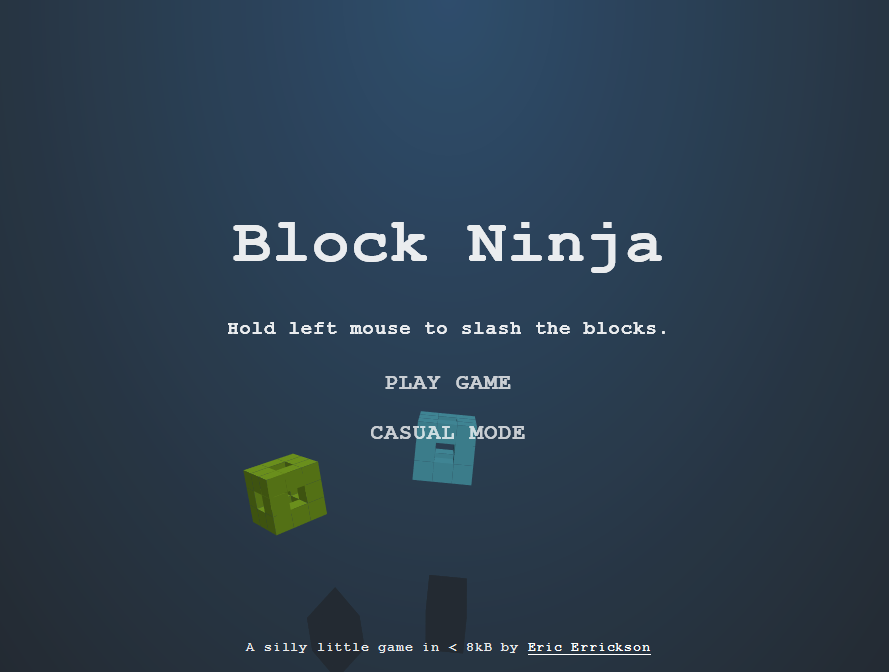 Block Ninja
Hold left mouse to slash the blocks.
PLAY GAME
CASUAL MODE
A silly little game in < 8kB by Eric Errickson